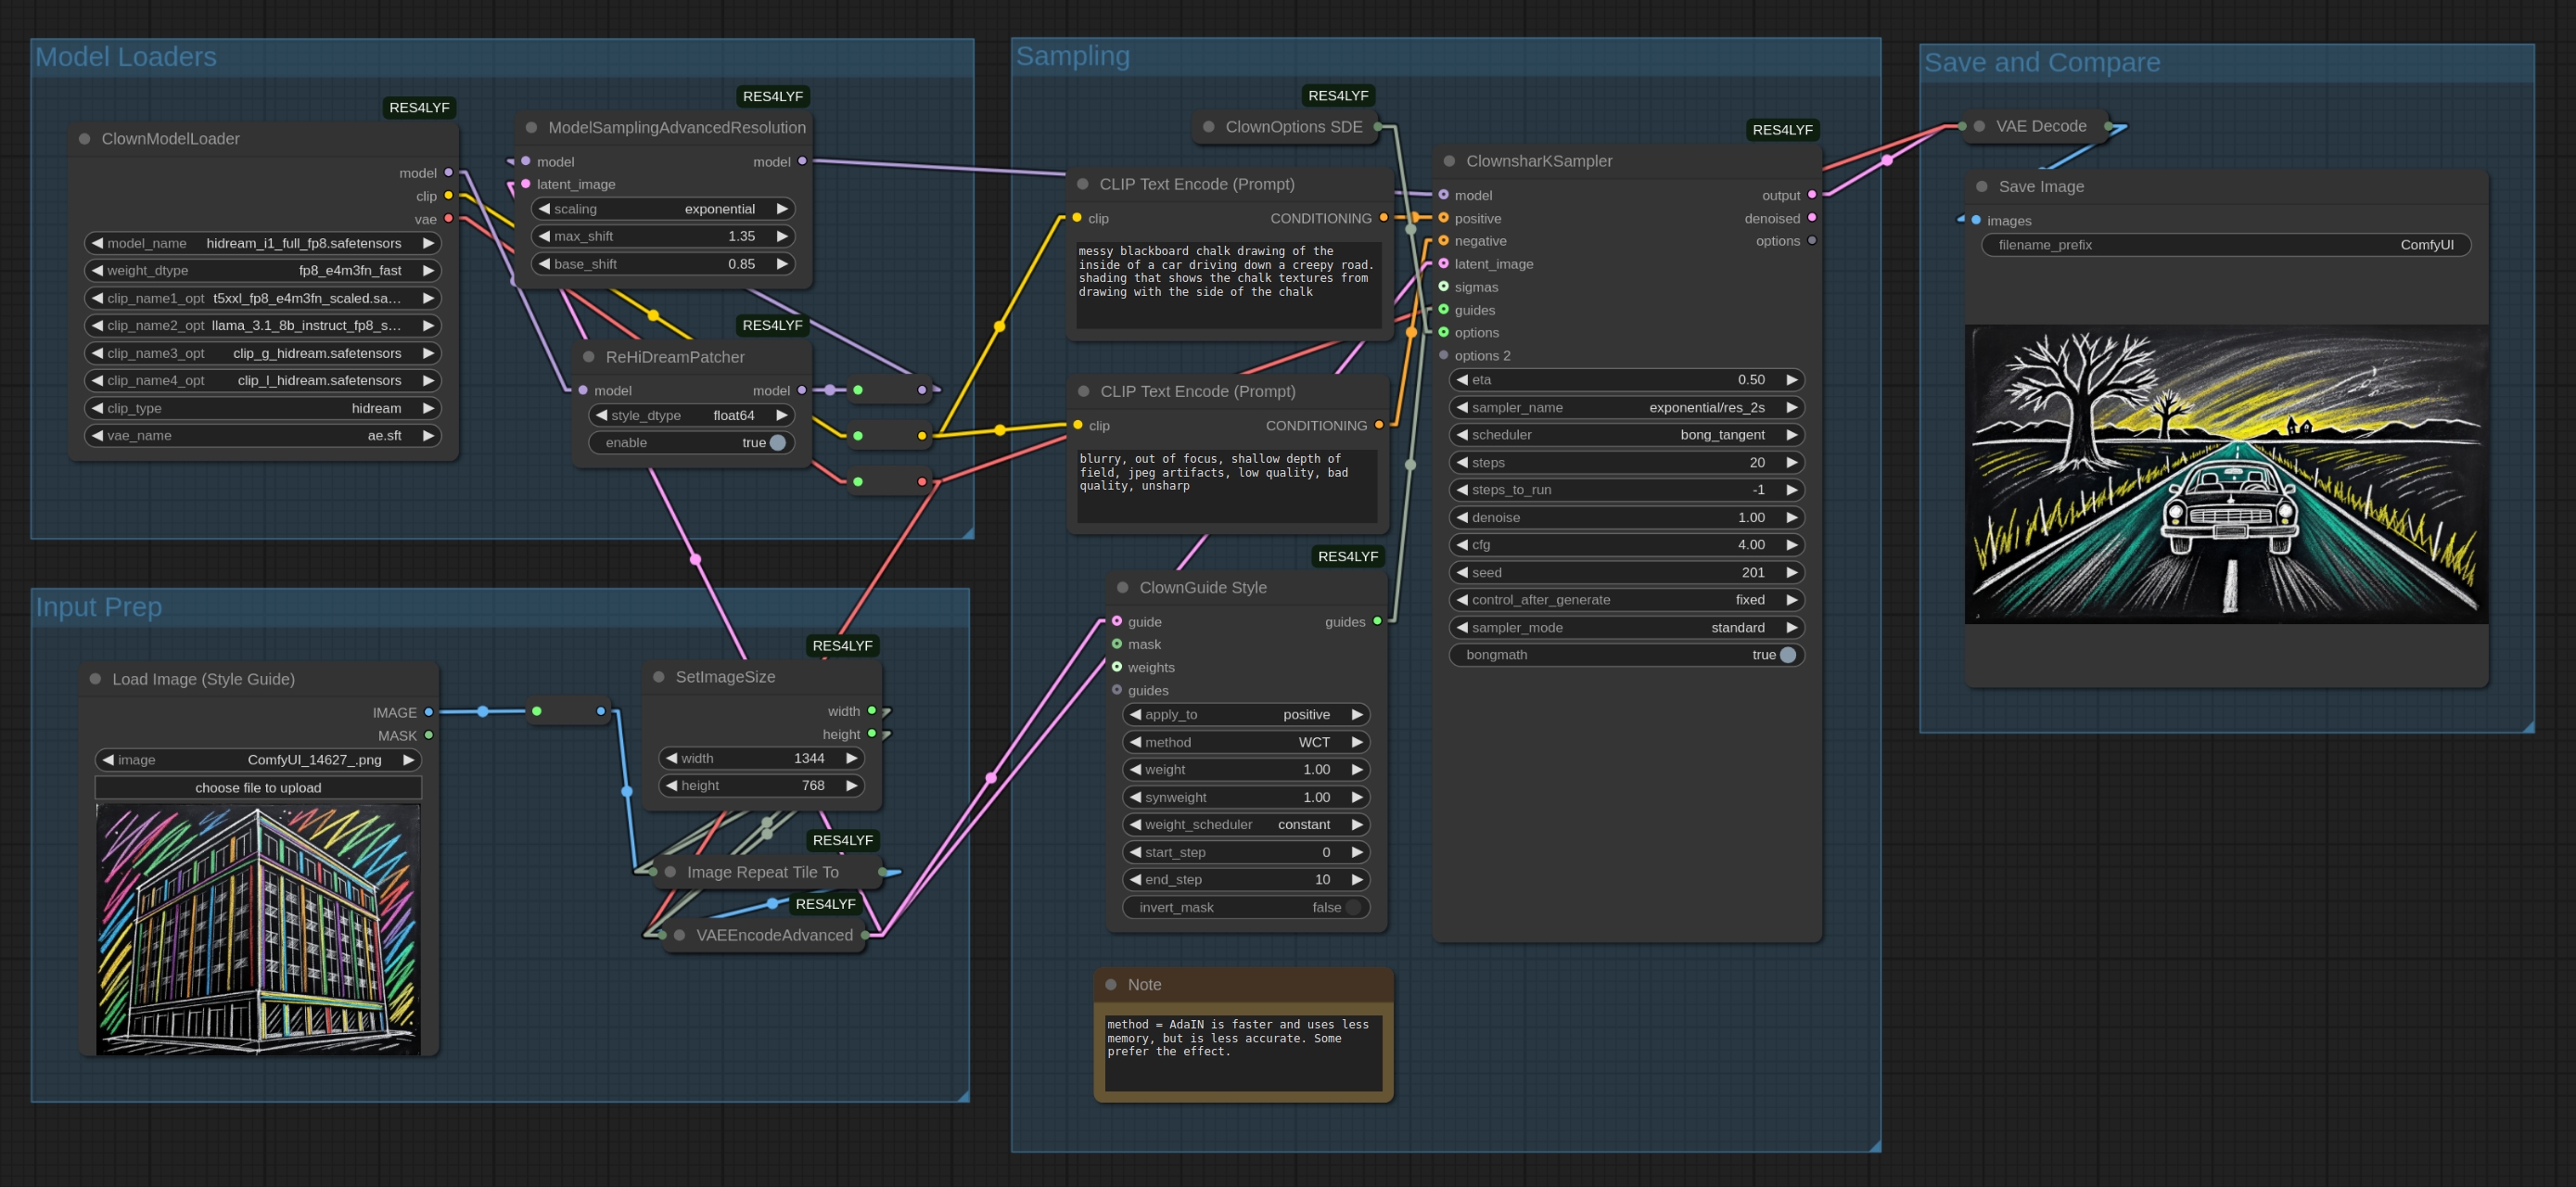 Model Loaders
RES4LYF
ClownModelLoader
model
clip
vae
model_name hidream_i1_full_fp8.safetensors
weight_dtype fp8_e4m3fn_fast
clip_name1_opt t5xxl_fp8_e4m3fn_scaled.sa…
clip_name2_opt llama_3.1_8b_instruct_fp8_s…
clip_name3_opt clip_g_hidream.safetensors
clip_name4_opt clip_l_hidream.safetensors
clip_type hidream
vae_name ae.sft
RES4LYF
ModelSamplingAdvancedResolution
model model
latent_image
scaling exponential
max_shift 1.35
base_shift 0.85
RES4LYF
ReHiDreamPatcher
model model
style_dtype float64
enable true
Input Prep
Load Image (Style Guide)
IMAGE
MASK
image ComfyUI_14627_.png
choose file to upload
RES4LYF
SetImageSize
width
height
width 1344
height 768
RES4LYF
Image Repeat Tile To
RES4LYF
VAEEncodeAdvanced
Sampling
RES4LYF
ClownOptions SDE
CLIP Text Encode (Prompt)
clip CONDITIONING
messy blackboard chalk drawing of the
inside of a car driving down a creepy road.
shading that shows the chalk textures from
drawing with the side of the chalk
CLIP Text Encode (Prompt)
clip CONDITIONING
blurry, out of focus, shallow depth of
field, jpeg artifacts, low quality, bad
quality, unsharp
RES4LYF
ClownGuide Style
guide guides
mask
weights
guides
apply_to positive
method WCT
weight 1.00
synweight 1.00
weight_scheduler constant
start_step 0
end_step 10
invert_mask false
Note
method = AdaIN is faster and uses less
memory, but is less accurate. Some
prefer the effect.
RES4LYF
ClownsharKSampler
model output
positive denoised
negative options
latent_image
sigmas
guides
options
options 2
eta 0.50
sampler_name exponential/res_2s
scheduler bong_tangent
steps 20
steps_to_run -1
denoise 1.00
cfg 4.00
seed 201
control_after_generate fixed
sampler_mode standard
bongmath true
Save and Compare
VAE Decode
Save Image
images
filename_prefix ComfyUI